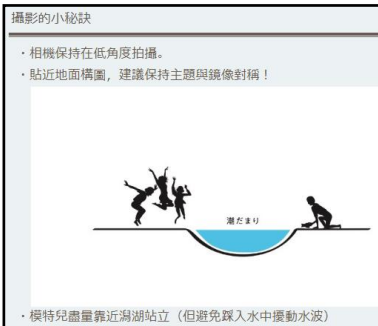 攝影的小秘訣
・相機保持在低角度拍攝。
・貼近地面構圖，建議保持主題與鏡像對稱！
潮だまり
・模特兒盡量靠近潟湖站立（但避免踩入水中擾動水波）